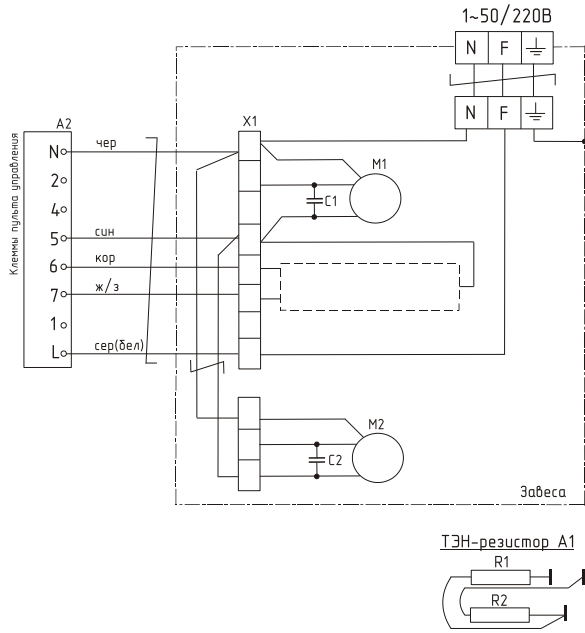 1~50/220В
N F
N F
A2
X1
Клеммы пульта управления
N
2
4
5
6
7
1
L
чер
син
кор
ж/з
сер(бел)
M1
C1
M2
C2
Завеса
ТЭН-резистор А1
R1
R2